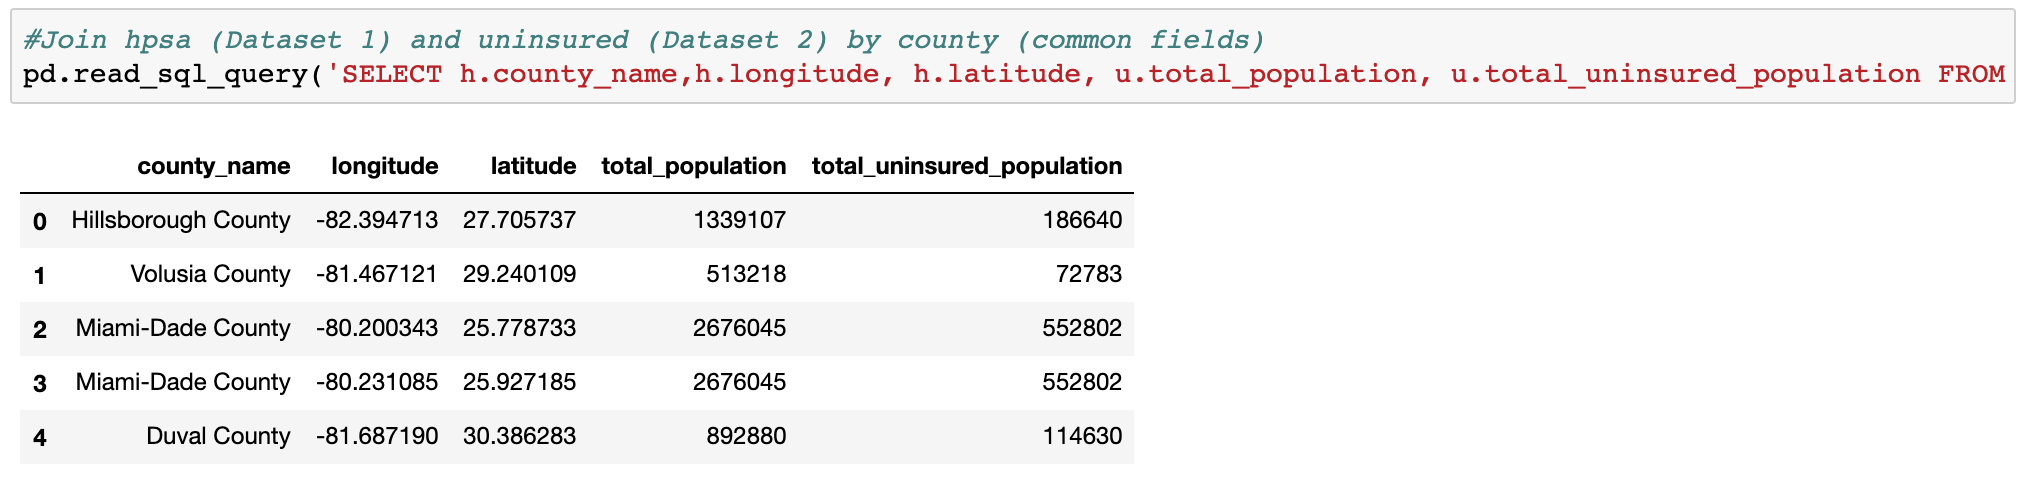 #Join hpsa (Dataset 1) and uninsured (Dataset 2) by county (common fields)
pd.read_sql_query('SELECT h.county_name,h.longitude, h.latitude, u.total_population, u.total_uninsured_population FROM
county_name longitude latitude total_population total_uninsured_population
0 Hillsborough County -82.394713 27.705737 1339107 186640
1 Volusia County -81.467121 29.240109 513218 72783
2 Miami-Dade County -80.200343 25.778733 2676045 552802
3 Miami-Dade County -80.231085 25.927185 2676045 552802
4 Duval County -81.687190 30.386283 892880 114630